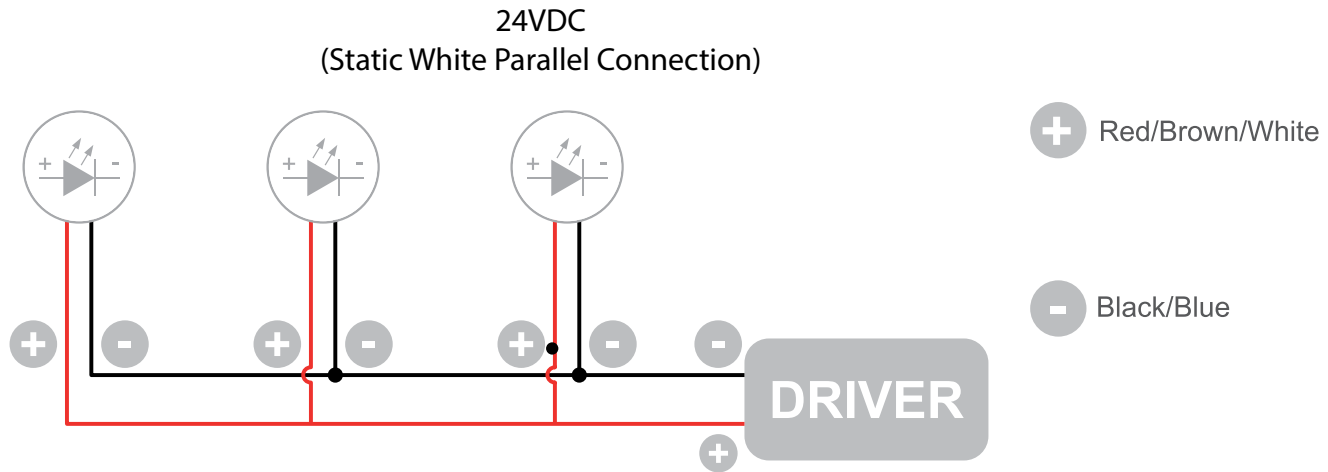 24VDC
(Static White Parallel Connection)
+ -
+ -
+ -
+ Red/Brown/White
- Black/Blue
+ -
+ -
+ -
-
DRIVER
+